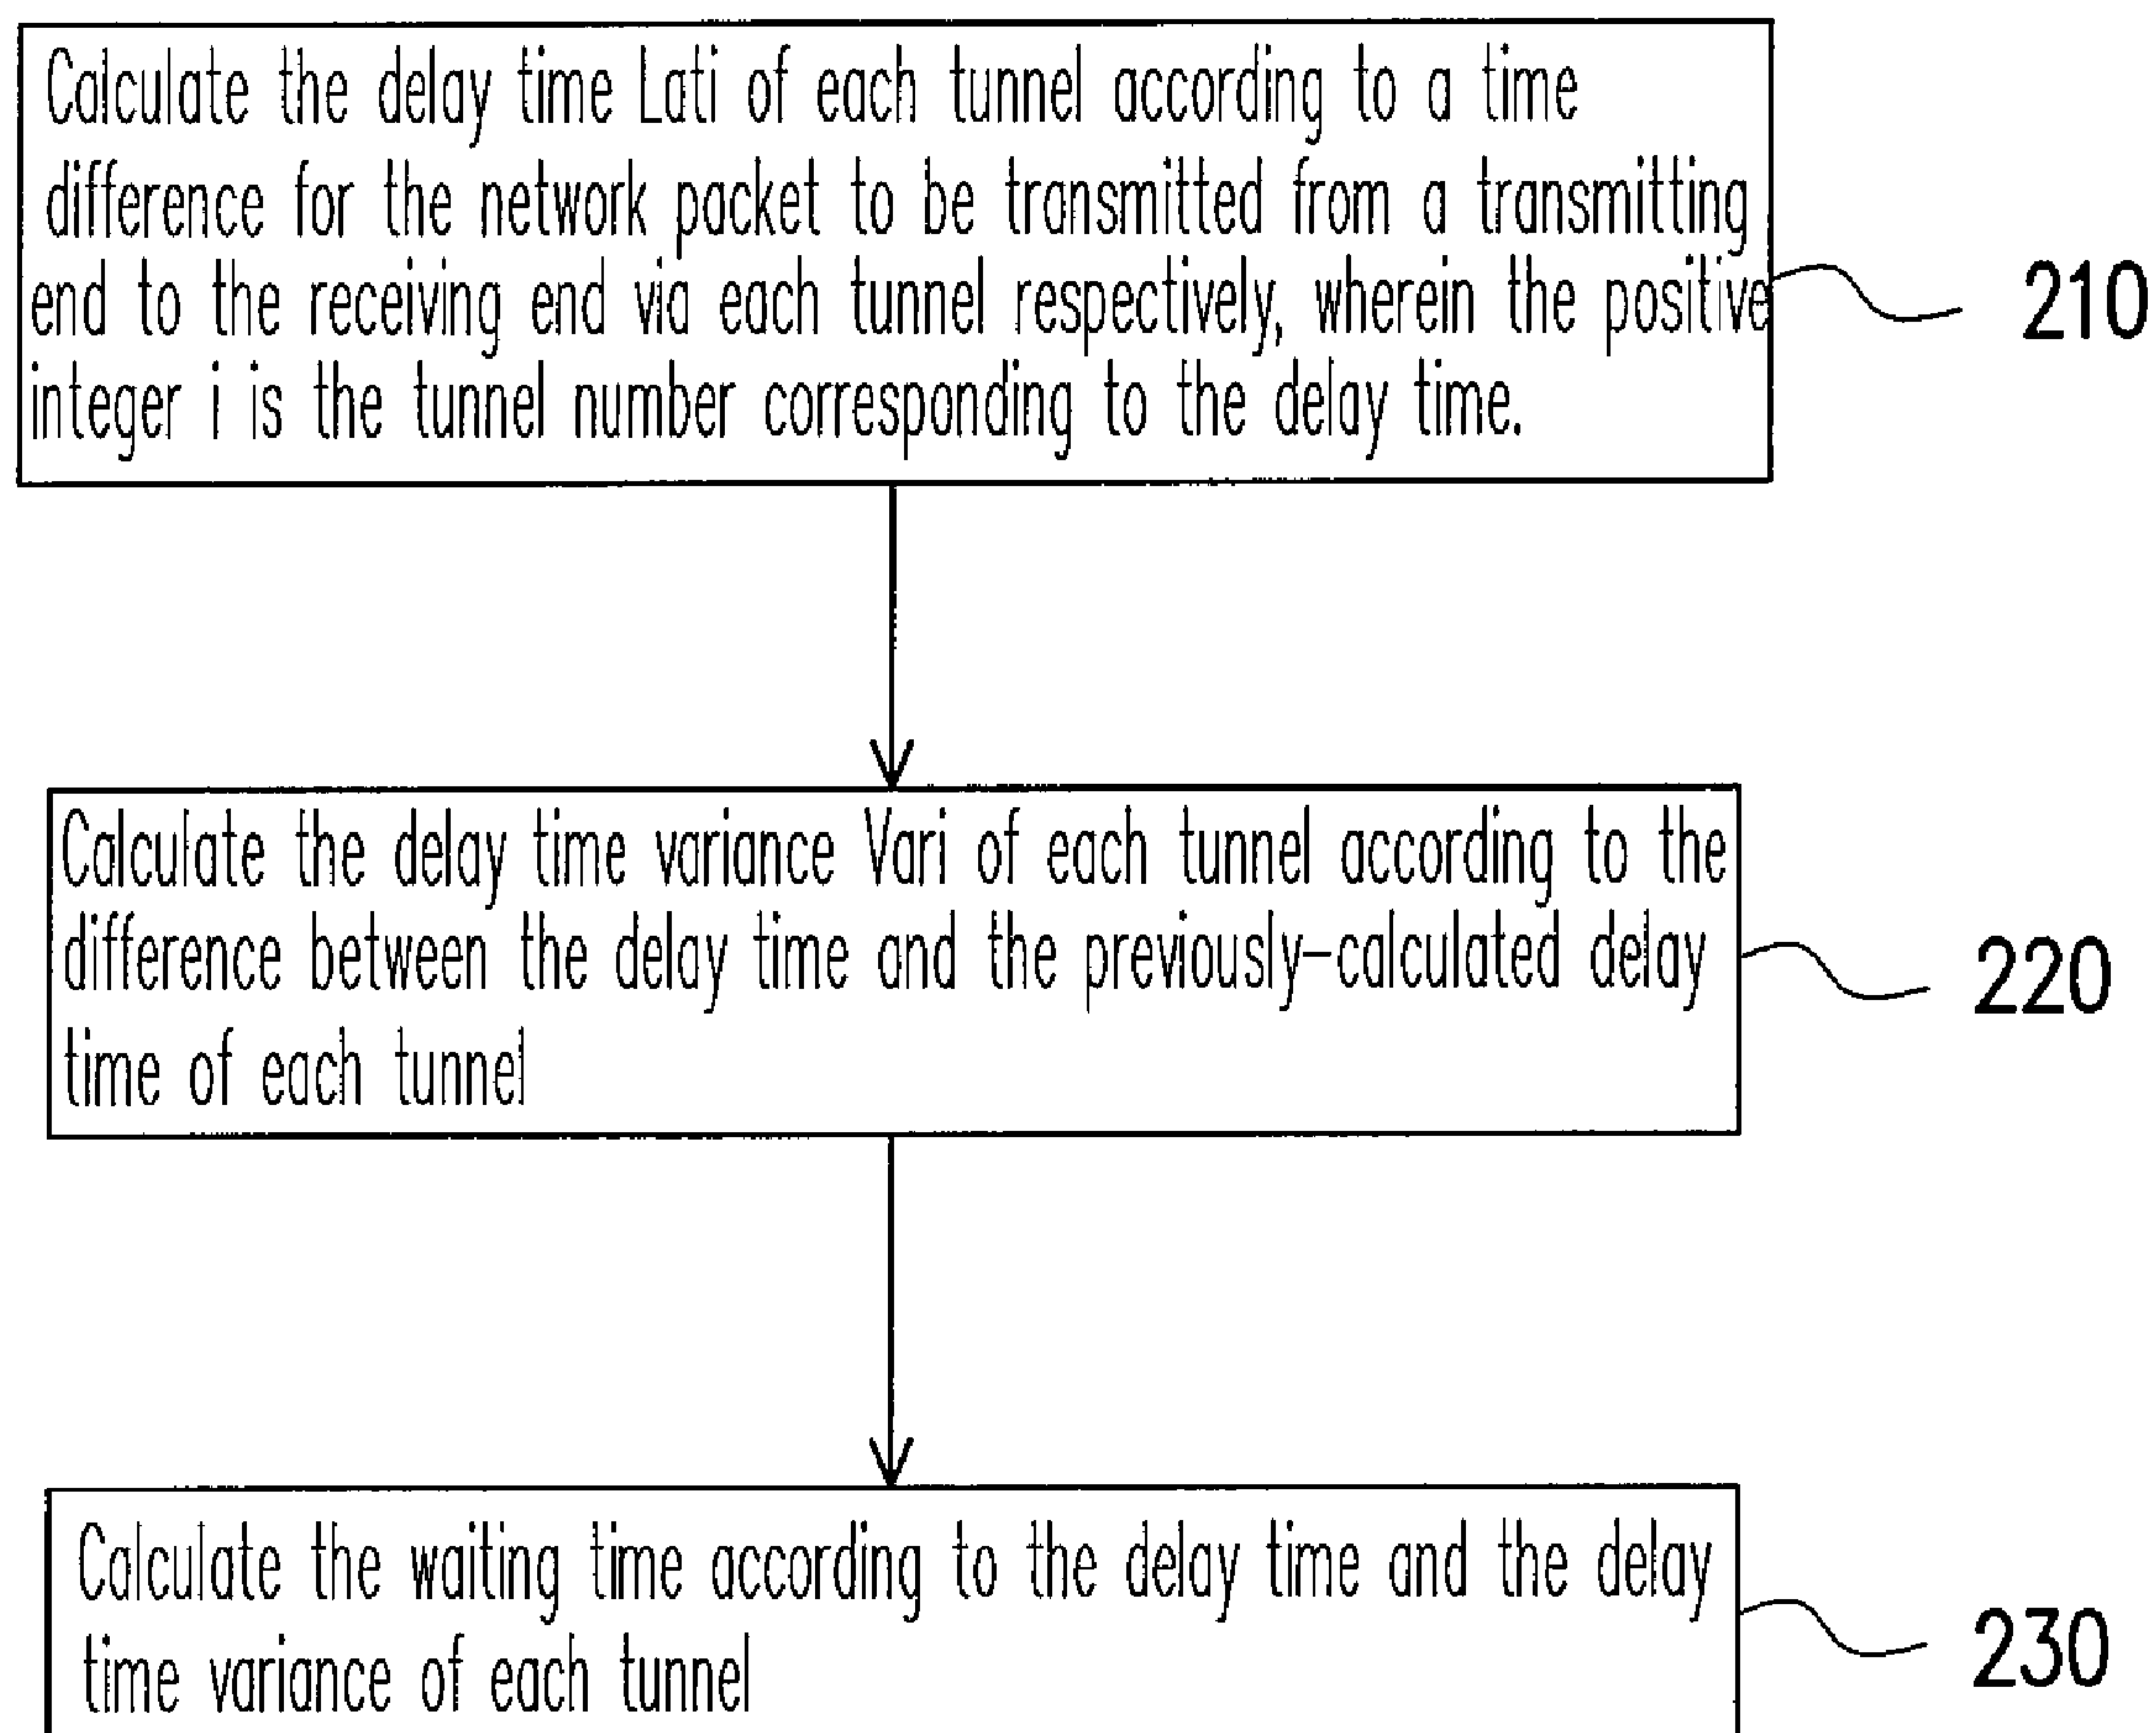 Calculate the delay time Lati of each tunnel according to a time
difference for the network packet to be transmitted from a transmitting
end to the receiving end via each tunnel respectively, wherein the positive
integer i is the tunnel number corresponding to the delay time.
210
Calculate the delay time variance Vari of each tunnel according to the
difference between the delay time and the previously-calculated delay
time of each tunnel
220
Calculate the waiting time according to the delay time and the delay
time variance of each tunnel
230